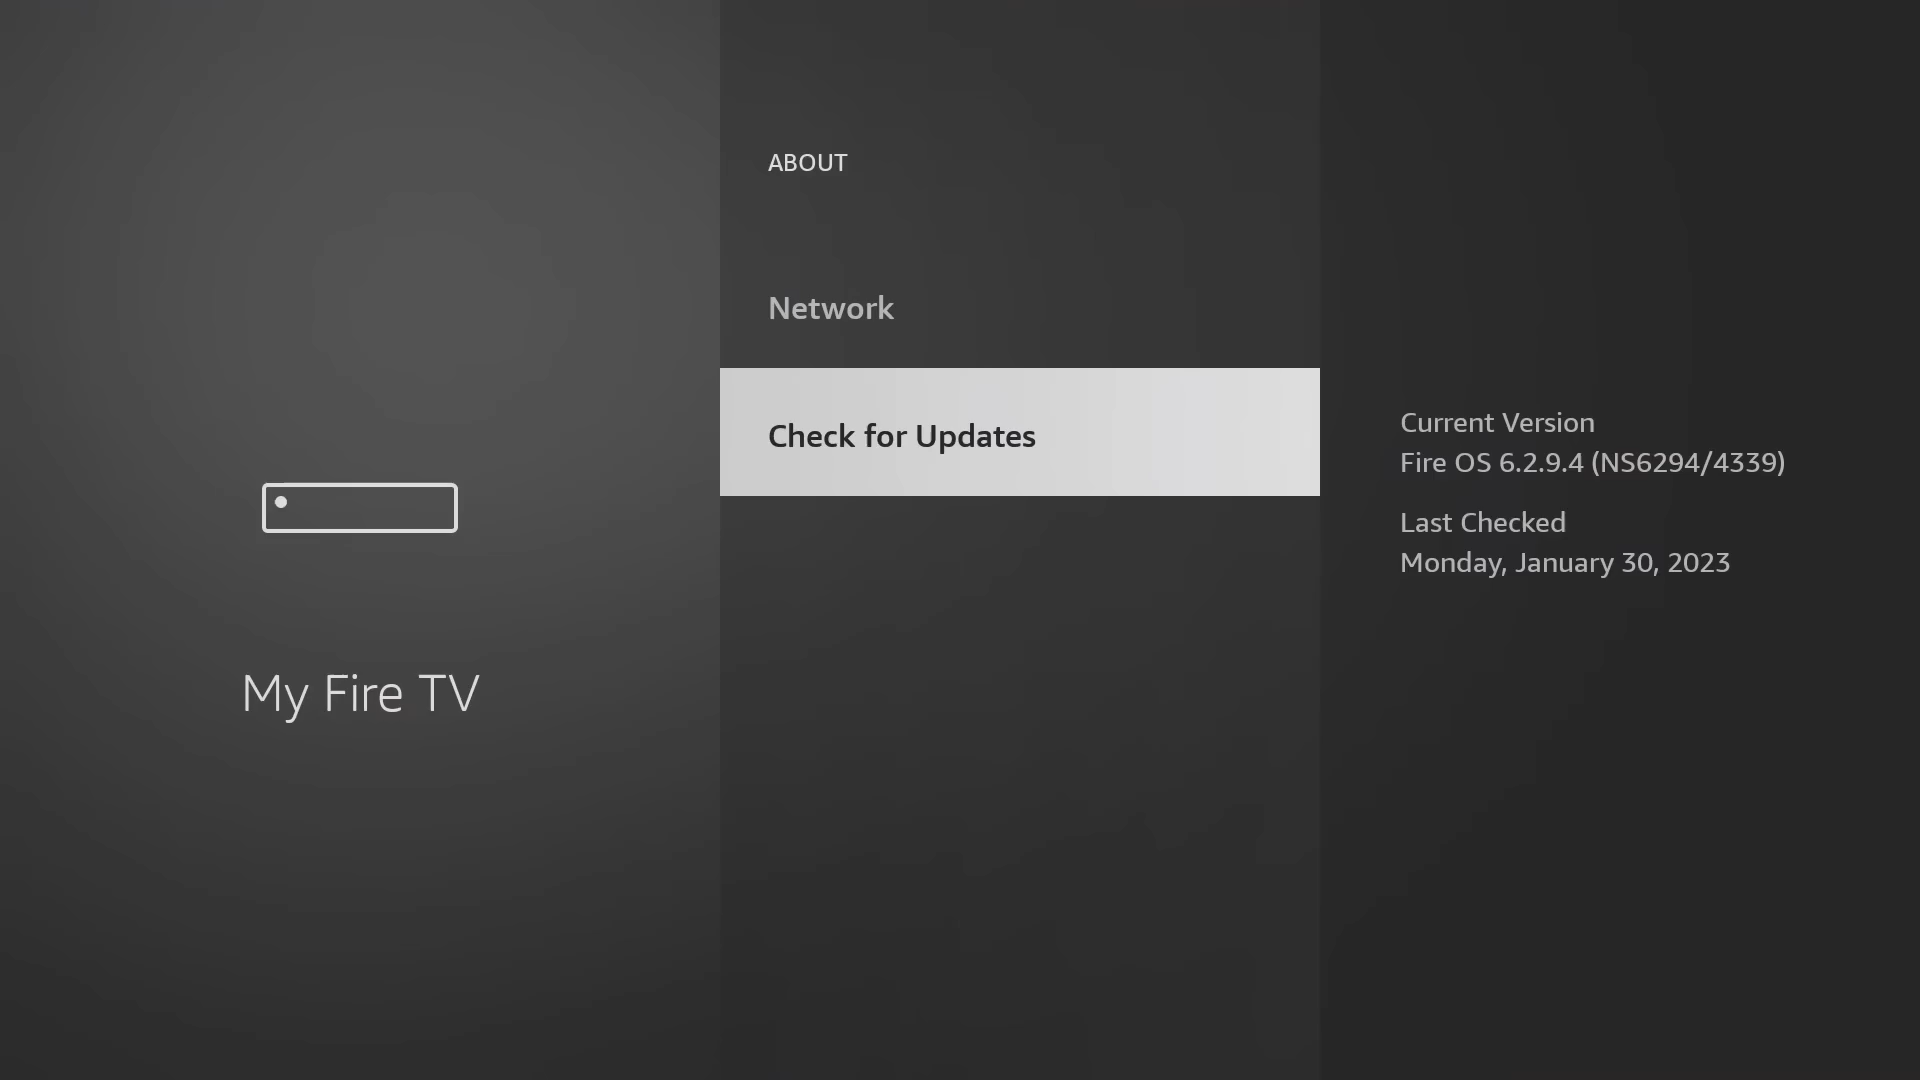 ABOUT
Network
Check for Updates
Current Version
Fire OS 6.2.9.4 (NS6294/4339)
Last Checked
Monday, January 30, 2023
My Fire TV